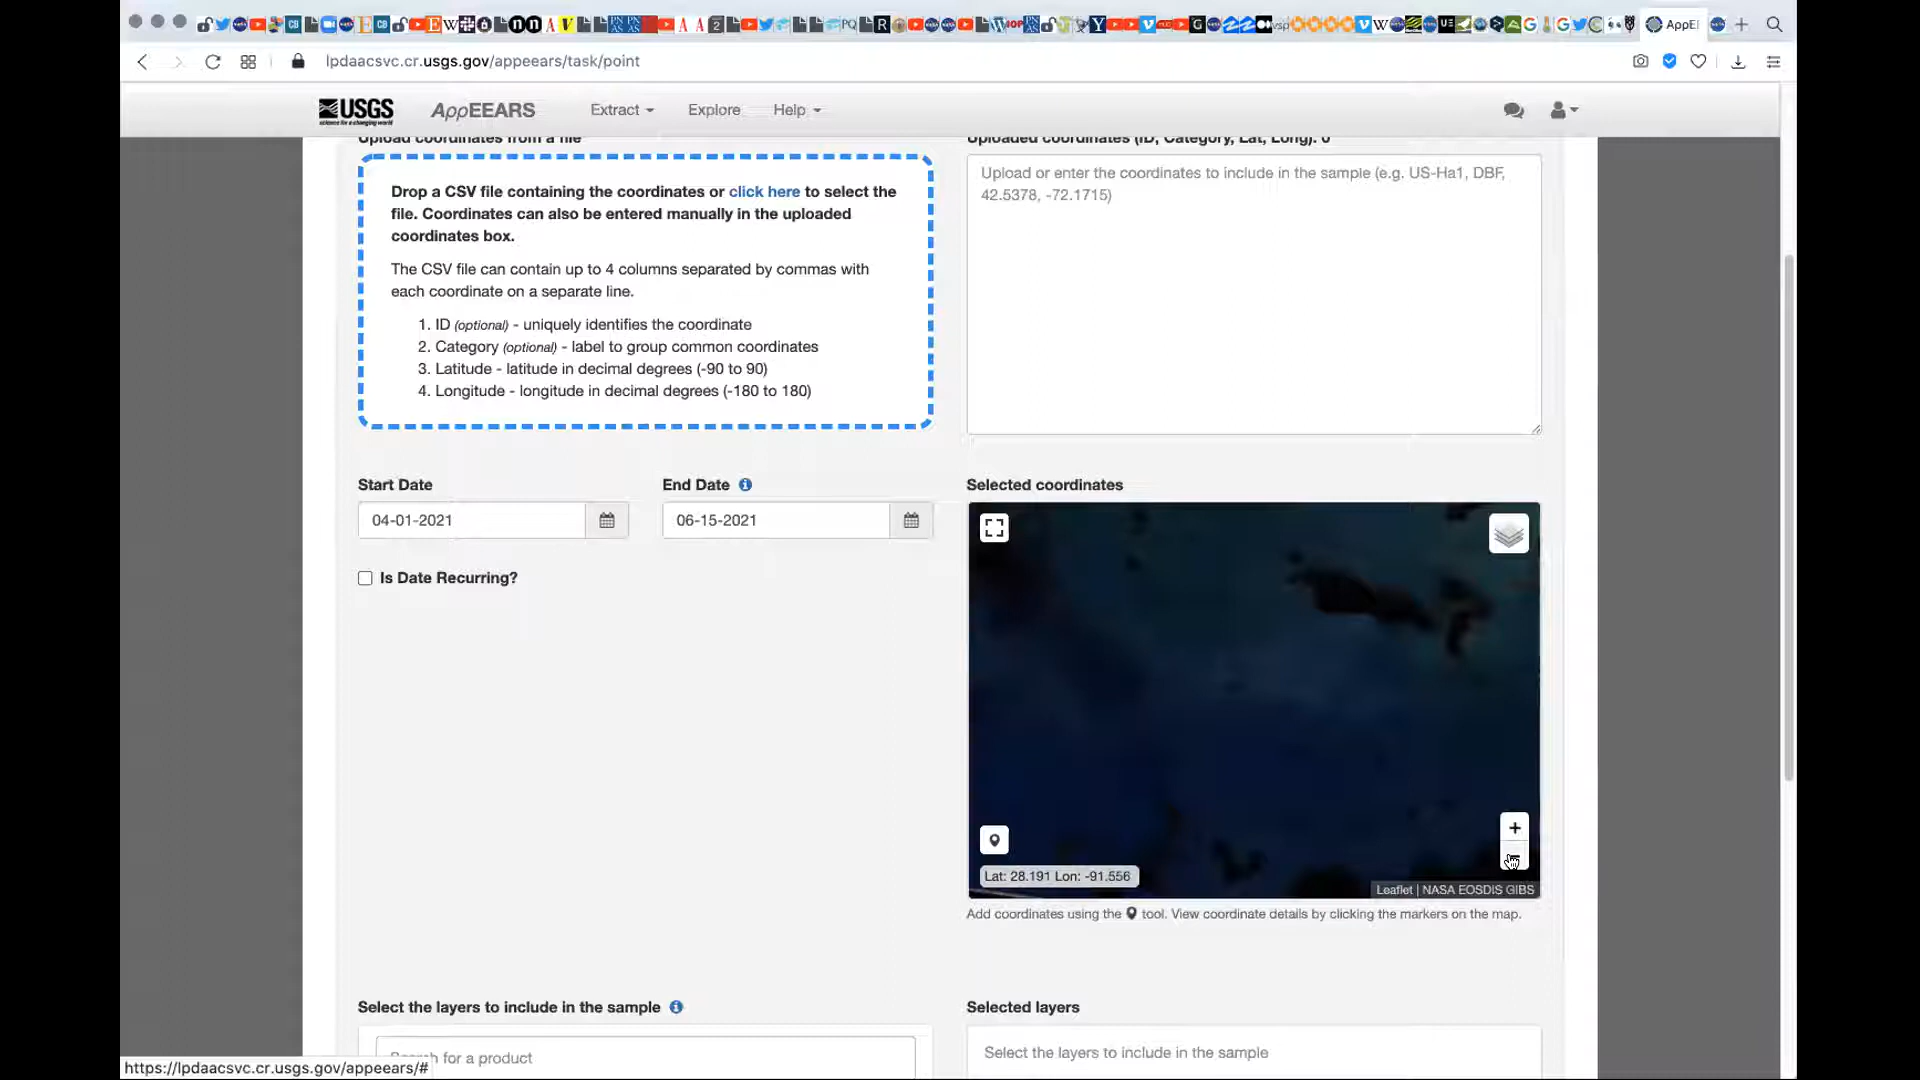 AppEI
lpdaacsvc.cr.usgs.gov/appeears/task/point
USGS
science for a changing world
AppEEARS
Extract
Explore
Help
Upload coordinates from a file
Uploaded coordinates (ID, Category, Lat, Long): 0
Drop a CSV file containing the coordinates or click here to select the
file. Coordinates can also be entered manually in the uploaded
coordinates box.
The CSV file can contain up to 4 columns separated by commas with
each coordinate on a separate line.
1. ID (optional) - uniquely identifies the coordinate
2. Category (optional) - label to group common coordinates
3. Latitude - latitude in decimal degrees (-90 to 90)
4. Longitude - longitude in decimal degrees (-180 to 180)
Upload or enter the coordinates to include in the sample (e.g. US-Ha1, DBF,
42.5378, -72.1715)
Start Date
End Date
04-01-2021
06-15-2021
Is Date Recurring?
Selected coordinates
+
Lat: 28.191 Lon: -91.556
Leaflet | NASA EOSDIS GIBS
Add coordinates using the tool. View coordinate details by clicking the markers on the map.
Select the layers to include in the sample
Search for a product
Selected layers
Select the layers to include in the sample
https://lpdaacsvc.cr.usgs.gov/appeears/#